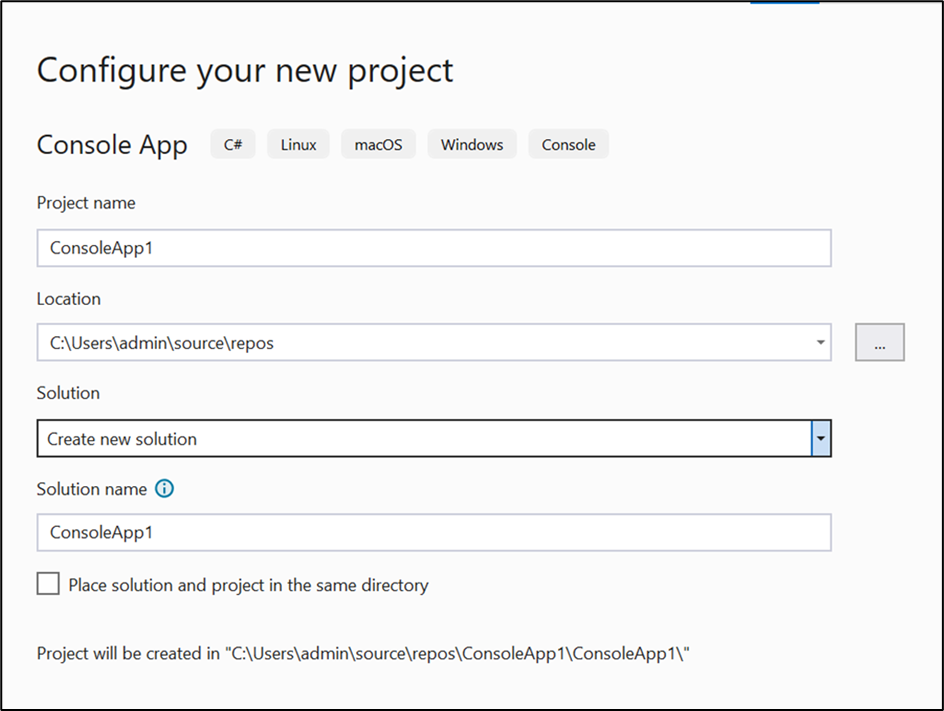 Configure your new project
Console App C# Linux macOS Windows Console
Project name
ConsoleApp1
Location
C:\Users\admin\source\repos
...
Solution
Create new solution
Solution name
ConsoleApp1
Place solution and project in the same directory
Project will be created in "C:\Users\admin\source\repos\ConsoleApp1\ConsoleApp1\"